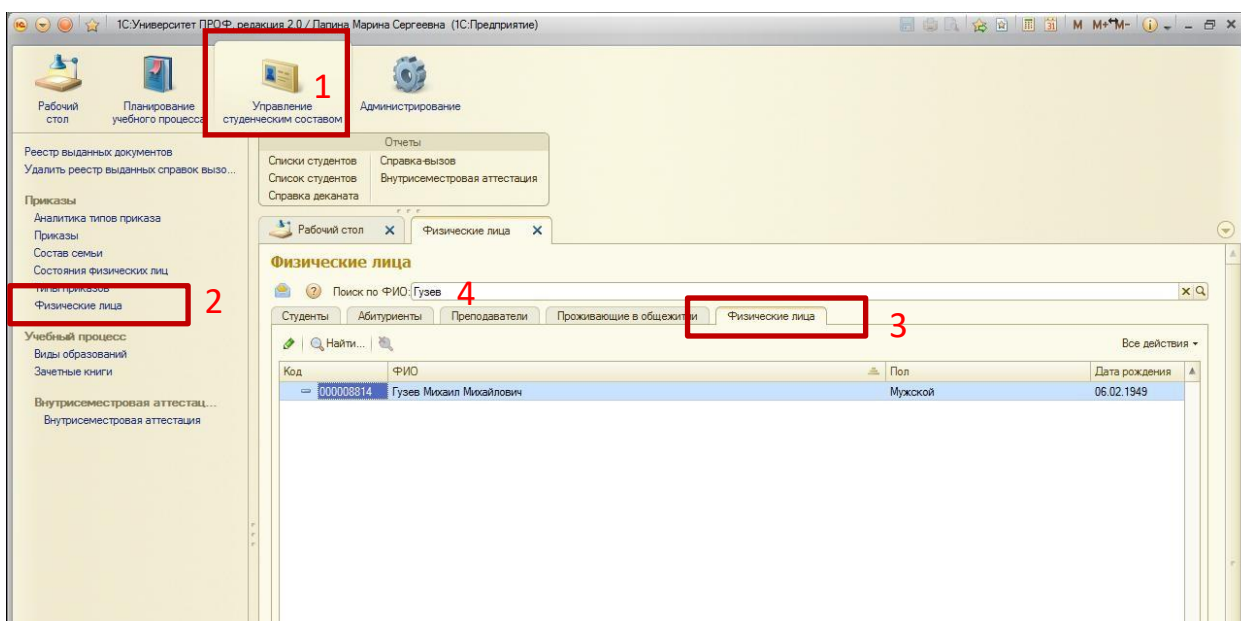 1С:Университет ПРОФ, редакция 2.0 / Папина Марина Сергеевна (1С:Предприятие)
M M+ M-
1
Рабочий стол
Планирование учебного процесса
Управление студенческим составом
Администрирование
Реестр выданных документов
Удалить реестр выданных справок вызо...
Приказы
Аналитика типов приказа
Приказы
Состав семьи
Состояния физических лиц
Типы приказов
Физические лица
2
Учебный процесс
Виды образований
Зачетные книги
Внутрисеместровая аттестац...
Внутрисеместровая аттестация
Отчеты
Списки студентов Справка-вызов
Список студентов Внутрисеместровая аттестация
Справка деканата
Рабочий стол Физические лица
Физические лица
Поиск по ФИО: Гузев
4
Студенты Абитуриенты Преподаватели Проживающие в общежитии Физические лица
3
Найти... Все действия
Код ФИО Пол Дата рождения
000008814 Гузев Михаил Михайлович Мужской 06.02.1949